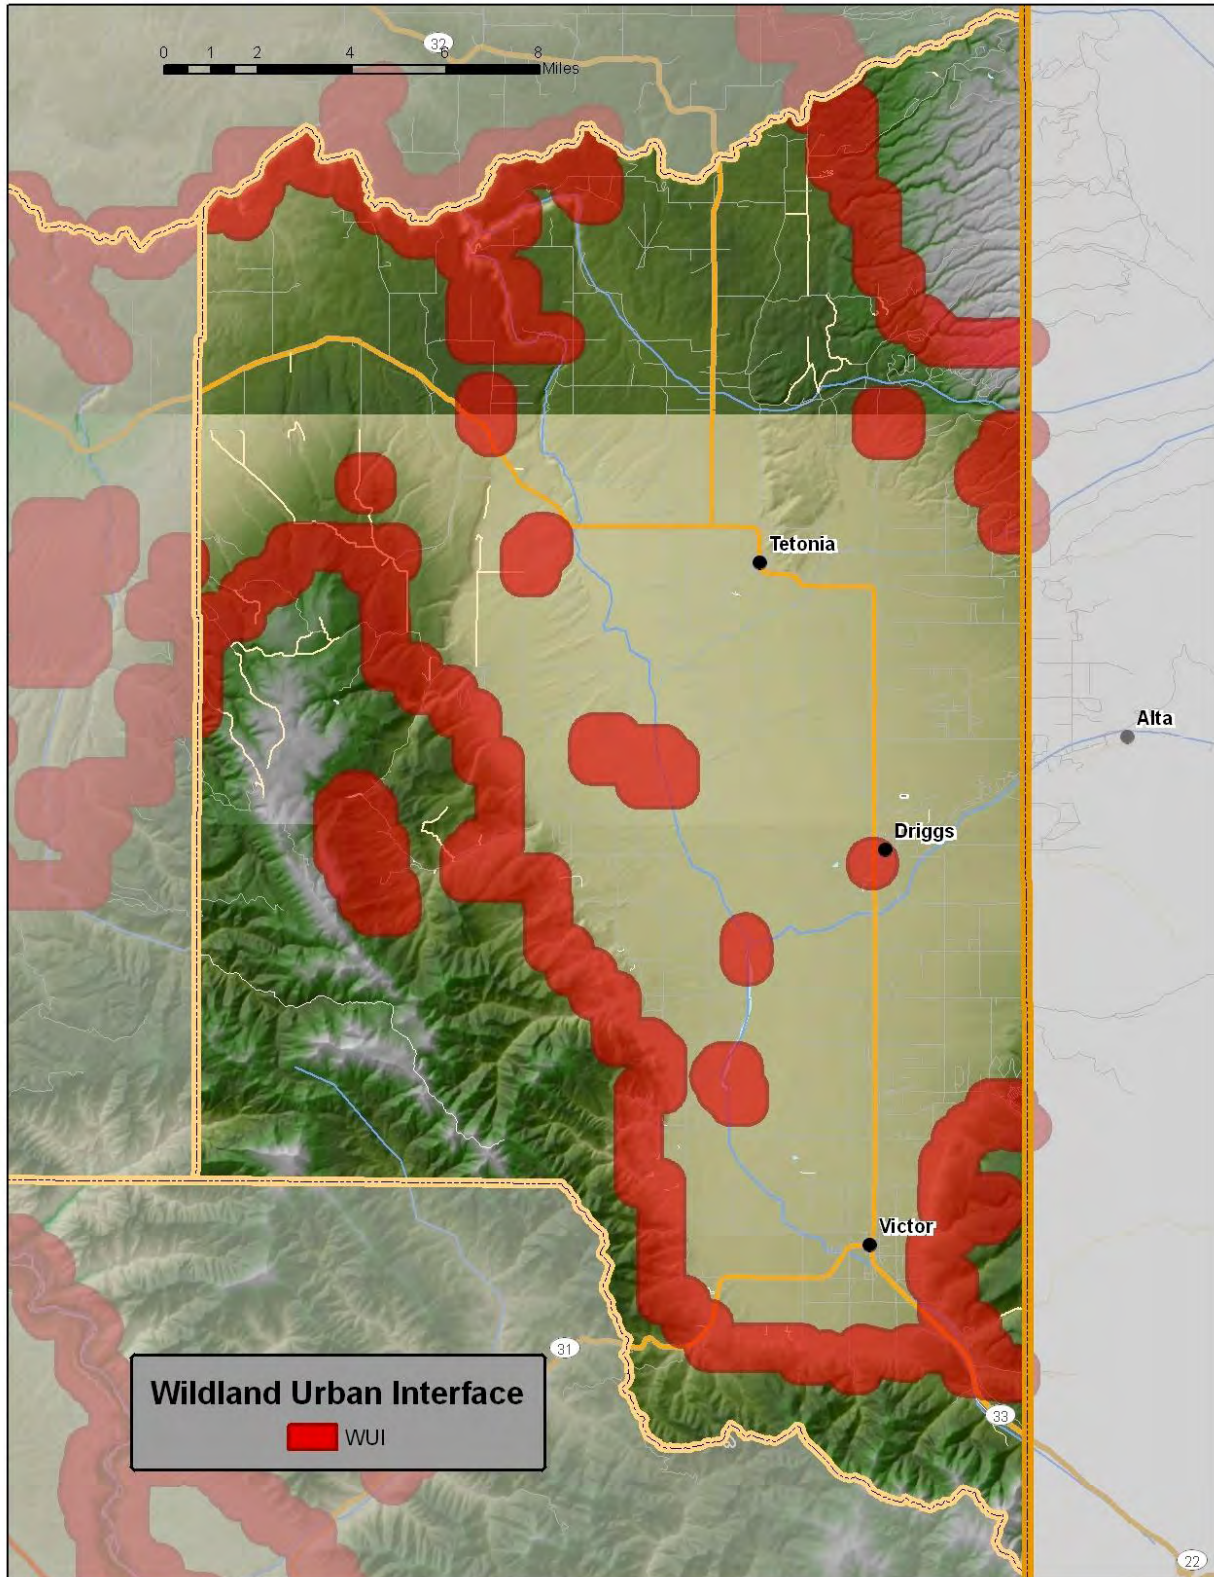 32
0 1 2 4 6 8
Miles
Tetonia
Alta
Driggs
Victor
31
Wildland Urban Interface
WUI
33
22